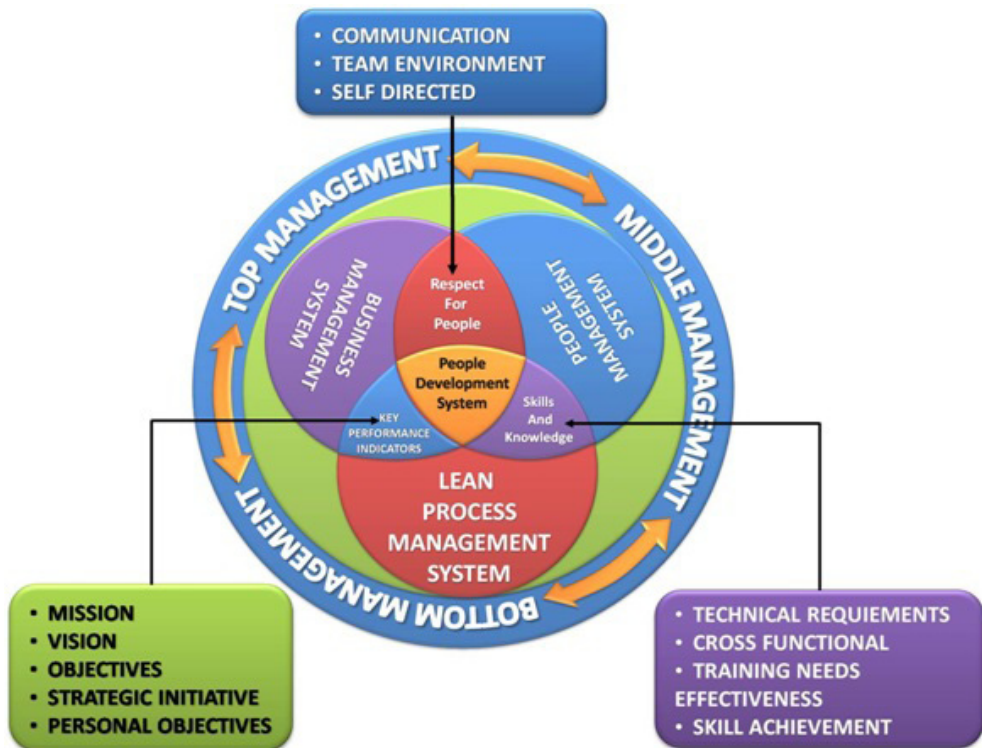 • COMMUNICATION
• TEAM ENVIRONMENT
• SELF DIRECTED
TOP MANAGEMENT
MIDDLE MANAGEMENT
BUSINESS
MANAGEMENT
SYSTEM
Respect
For
People
PEOPLE
MANAGEMENT
SYSTEM
People
Development
System
KEY
PERFORMANCE
INDICATORS
Skills
And
Knowledge
LEAN
PROCESS
MANAGEMENT
SYSTEM
BOTTOM MANAGEMENT
• MISSION
• VISION
• OBJECTIVES
• STRATEGIC INITIATIVE
• PERSONAL OBJECTIVES
• TECHNICAL REQUIEMENTS
• CROSS FUNCTIONAL
• TRAINING NEEDS
EFFECTIVENESS
• SKILL ACHIEVEMENT